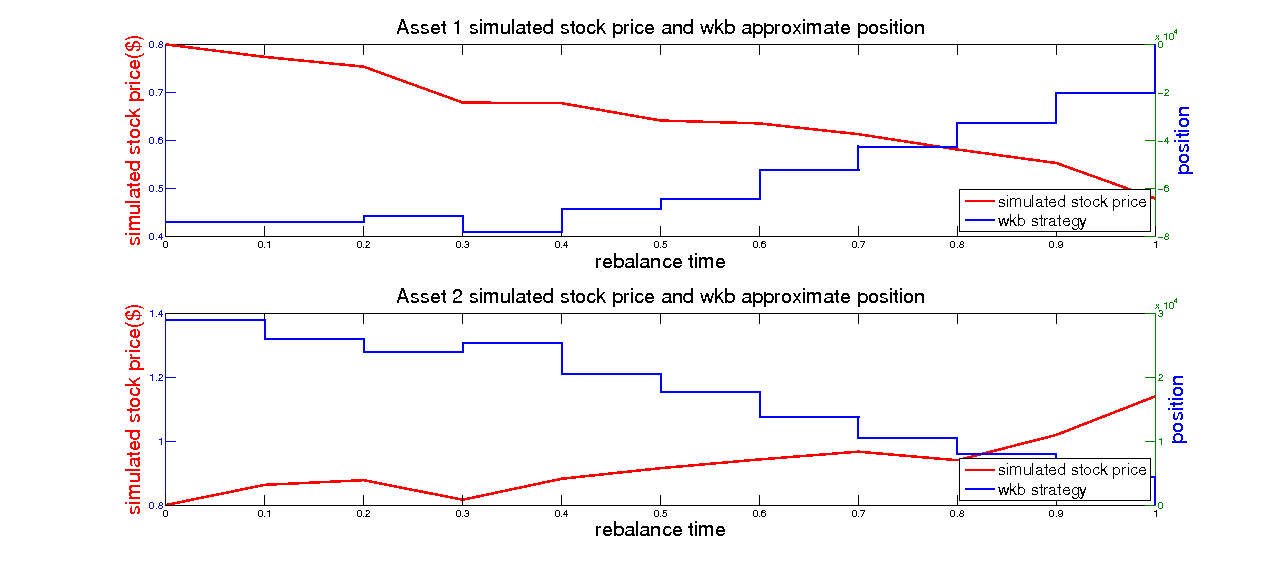 Asset 1 simulated stock price and wkb approximate position
x 10^4
simulated stock price($)
0.8
0.7
0.6
0.5
0.4
0
-2
-4
-6
-8
position
simulated stock price
wkb strategy
0 0.1 0.2 0.3 0.4 0.5 0.6 0.7 0.8 0.9 1
rebalance time
Asset 2 simulated stock price and wkb approximate position
x 10^4
simulated stock price($)
1.4
1.2
1
0.8
3
2
1
0
position
simulated stock price
wkb strategy
0 0.1 0.2 0.3 0.4 0.5 0.6 0.7 0.8 0.9 1
rebalance time